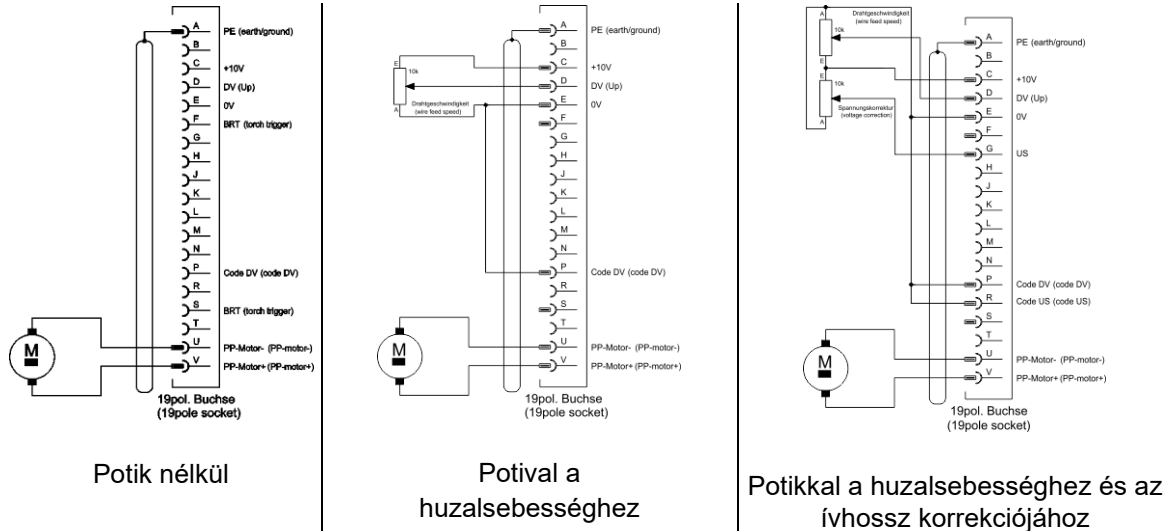 A
PE (earth/ground)
B
C
+10V
D
DV (Up)
E
0V
F
BRT (torch trigger)
G
H
J
K
L
M
N
P
Code DV (code DV)
R
S
BRT (torch trigger)
T
U
PP-Motor- (PP-motor-)
V
PP-Motor+ (PP-motor+)
M
19pol. Buchse
(19pole socket)
Potik nélkül
A
PE (earth/ground)
B
C
+10V
D
DV (Up)
E
0V
F
G
H
J
K
L
M
N
P
Code DV (code DV)
R
S
T
U
PP-Motor- (PP-motor-)
V
PP-Motor+ (PP-motor+)
E
10k
Drahtgeschwindigkeit
(wire feed speed)
A
M
19pol. Buchse
(19pole socket)
Potival a
huzalsebességhez
A
Drahtgeschwindigkeit
(wire feed speed)
10k
E
E
10k
Spannungskorrektur
(voltage correction)
A
A
PE (earth/ground)
B
C
+10V
D
DV (Up)
E
0V
F
G
US
H
J
K
L
M
N
P
Code DV (code DV)
R
Code US (code US)
S
T
U
PP-Motor- (PP-motor-)
V
PP-Motor+ (PP-motor+)
M
19pol. Buchse
(19pole socket)
Potikkal a huzalsebességhez és az
ívhossz korrekciójához